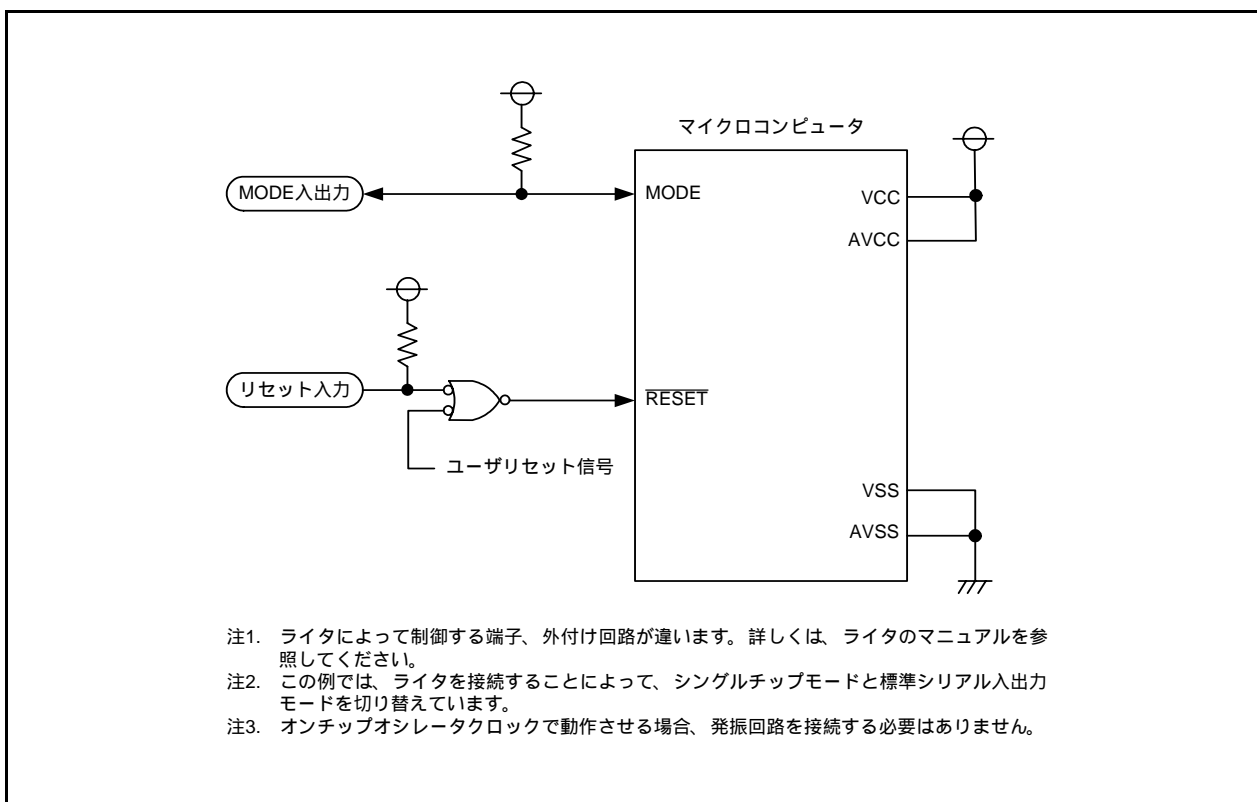 マイクロコンピュータ
MODE入出力
MODE
VCC
AVCC
リセット入力
RESET
ユーザリセット信号
VSS
AVSS
注1. ライタによって制御する端子、外付け回路が違います。詳しくは、ライタのマニュアルを参
照してください。
注2. この例では、ライタを接続することによって、シングルチップモードと標準シリアル入出力
モードを切り替えています。
注3. オンチップオシレータクロックで動作させる場合、発振回路を接続する必要はありません。